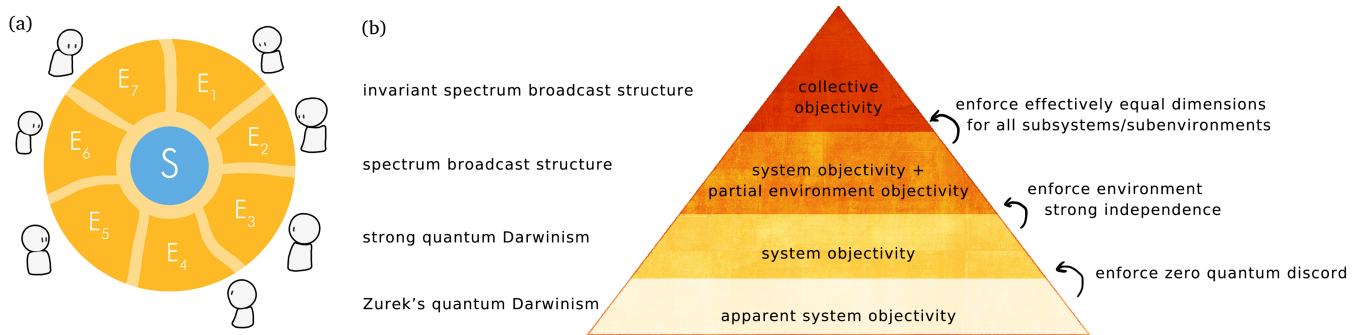 (a)
E7
E1
E6
E2
S
E5
E3
E4
(b)
invariant spectrum broadcast structure
spectrum broadcast structure
strong quantum Darwinism
Zurek’s quantum Darwinism
collective
objectivity
system objectivity +
partial environment objectivity
system objectivity
apparent system objectivity
enforce effectively equal dimensions
for all subsystems/subenvironments
enforce environment
strong independence
enforce zero quantum discord